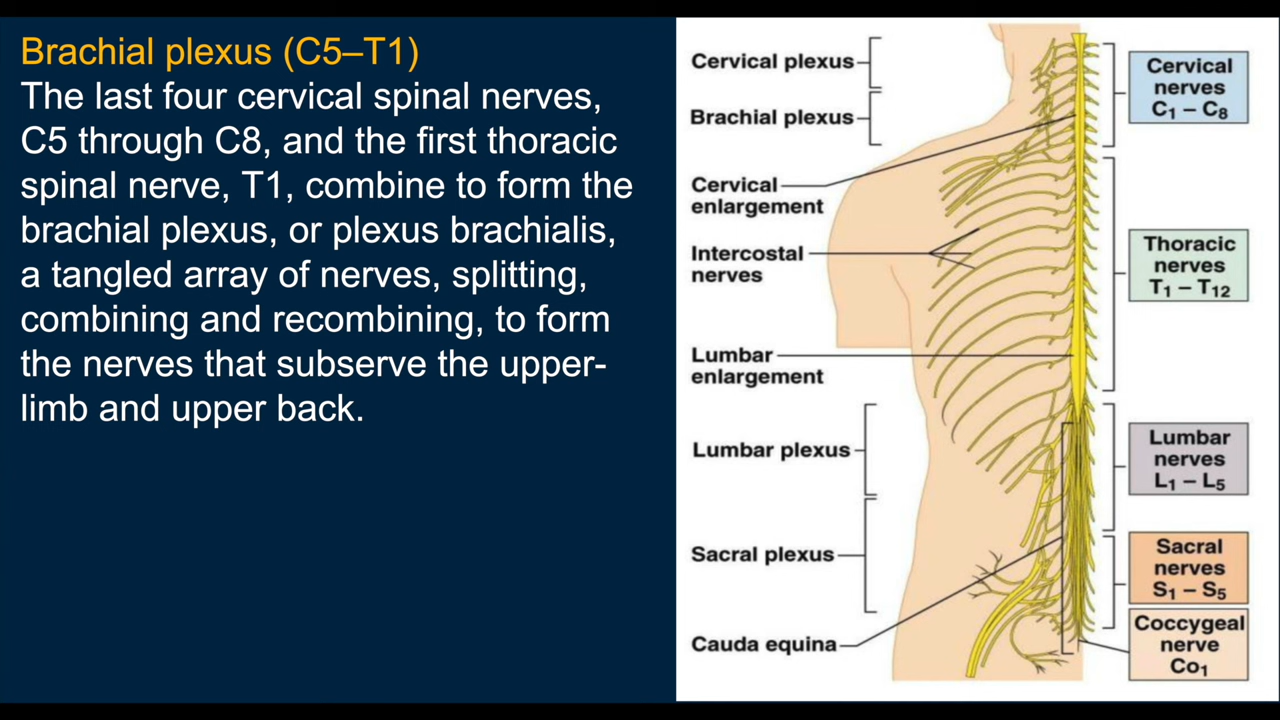 Brachial plexus (C5–T1)
The last four cervical spinal nerves,
C5 through C8, and the first thoracic
spinal nerve, T1, combine to form the
brachial plexus, or plexus brachialis,
a tangled array of nerves, splitting,
combining and recombining, to form
the nerves that subserve the upper-
limb and upper back.
Cervical plexus
Brachial plexus
Cervical
enlargement
Intercostal
nerves
Lumbar
enlargement
Lumbar plexus
Sacral plexus
Cauda equina
Cervical
nerves
C₁ – C₈
Thoracic
nerves
T₁ – T₁₂
Lumbar
nerves
L₁ – L₅
Sacral
nerves
S₁ – S₅
Coccygeal
nerve
Co₁